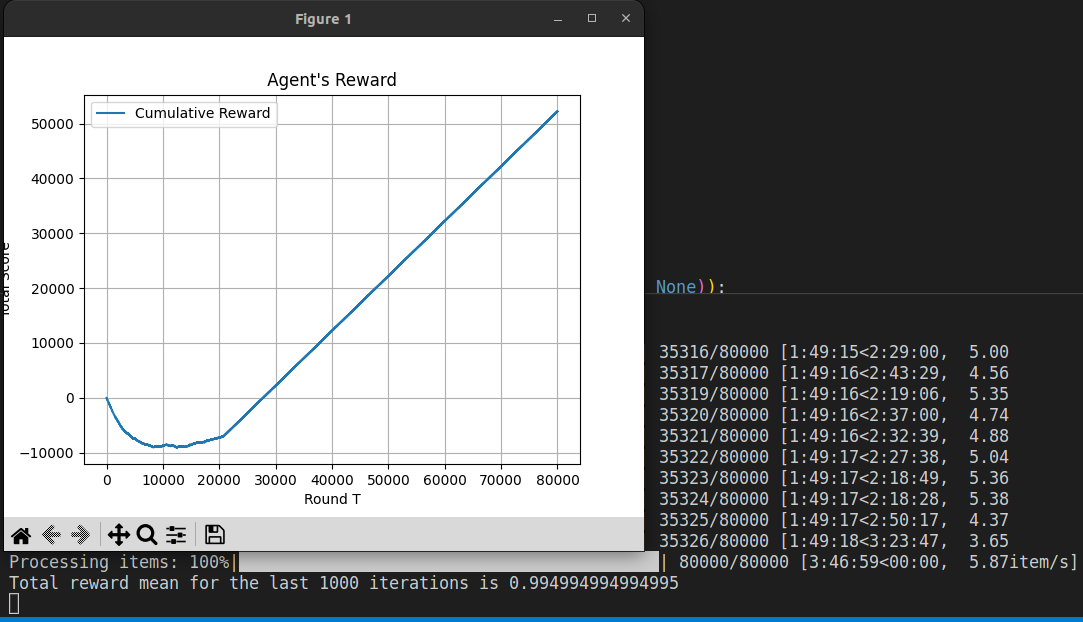 Figure 1
Agent's Reward
Cumulative Reward
50000
40000
30000
20000
10000
0
−10000
0 10000 20000 30000 40000 50000 60000 70000 80000
Round T
None)):
35316/80000 [1:49:15<2:29:00,  5.00
35317/80000 [1:49:16<2:43:29,  4.56
35319/80000 [1:49:16<2:19:06,  5.35
35320/80000 [1:49:16<2:37:00,  4.74
35321/80000 [1:49:16<2:32:39,  4.88
35322/80000 [1:49:17<2:27:38,  5.04
35323/80000 [1:49:17<2:18:49,  5.36
35324/80000 [1:49:17<2:18:28,  5.38
35325/80000 [1:49:17<2:50:17,  4.37
35326/80000 [1:49:18<3:23:47,  3.65
Processing items: 100%| | 80000/80000 [3:46:59<00:00,  5.87item/s]
Total reward mean for the last 1000 iterations is 0.994994994994995